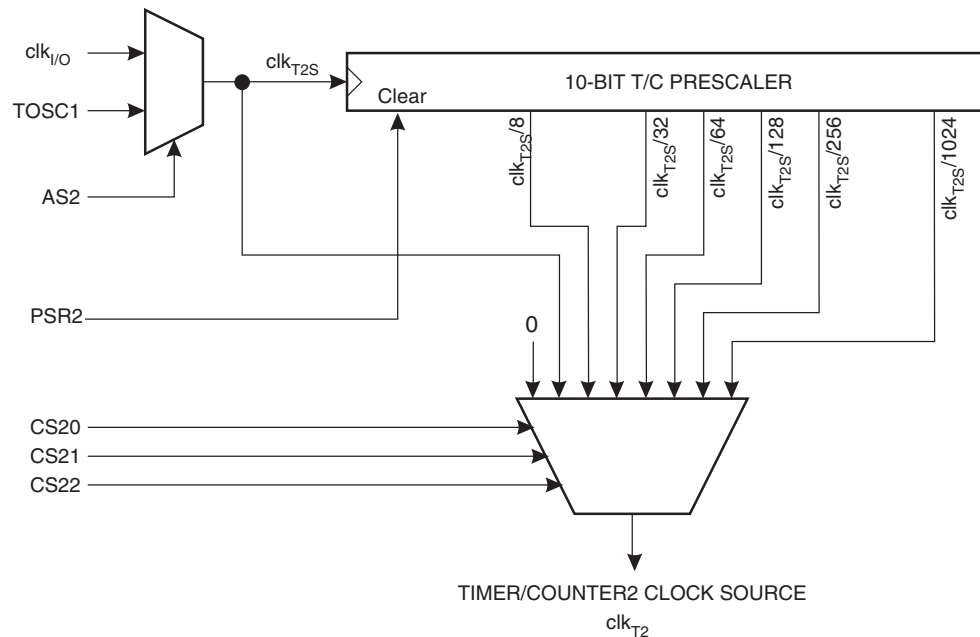 clkI/O
TOSC1
AS2
clkT2S
10-BIT T/C PRESCALER
Clear
clkT2S/8
clkT2S/32
clkT2S/64
clkT2S/128
clkT2S/256
clkT2S/1024
PSR2
0
CS20
CS21
CS22
TIMER/COUNTER2 CLOCK SOURCE
clkT2